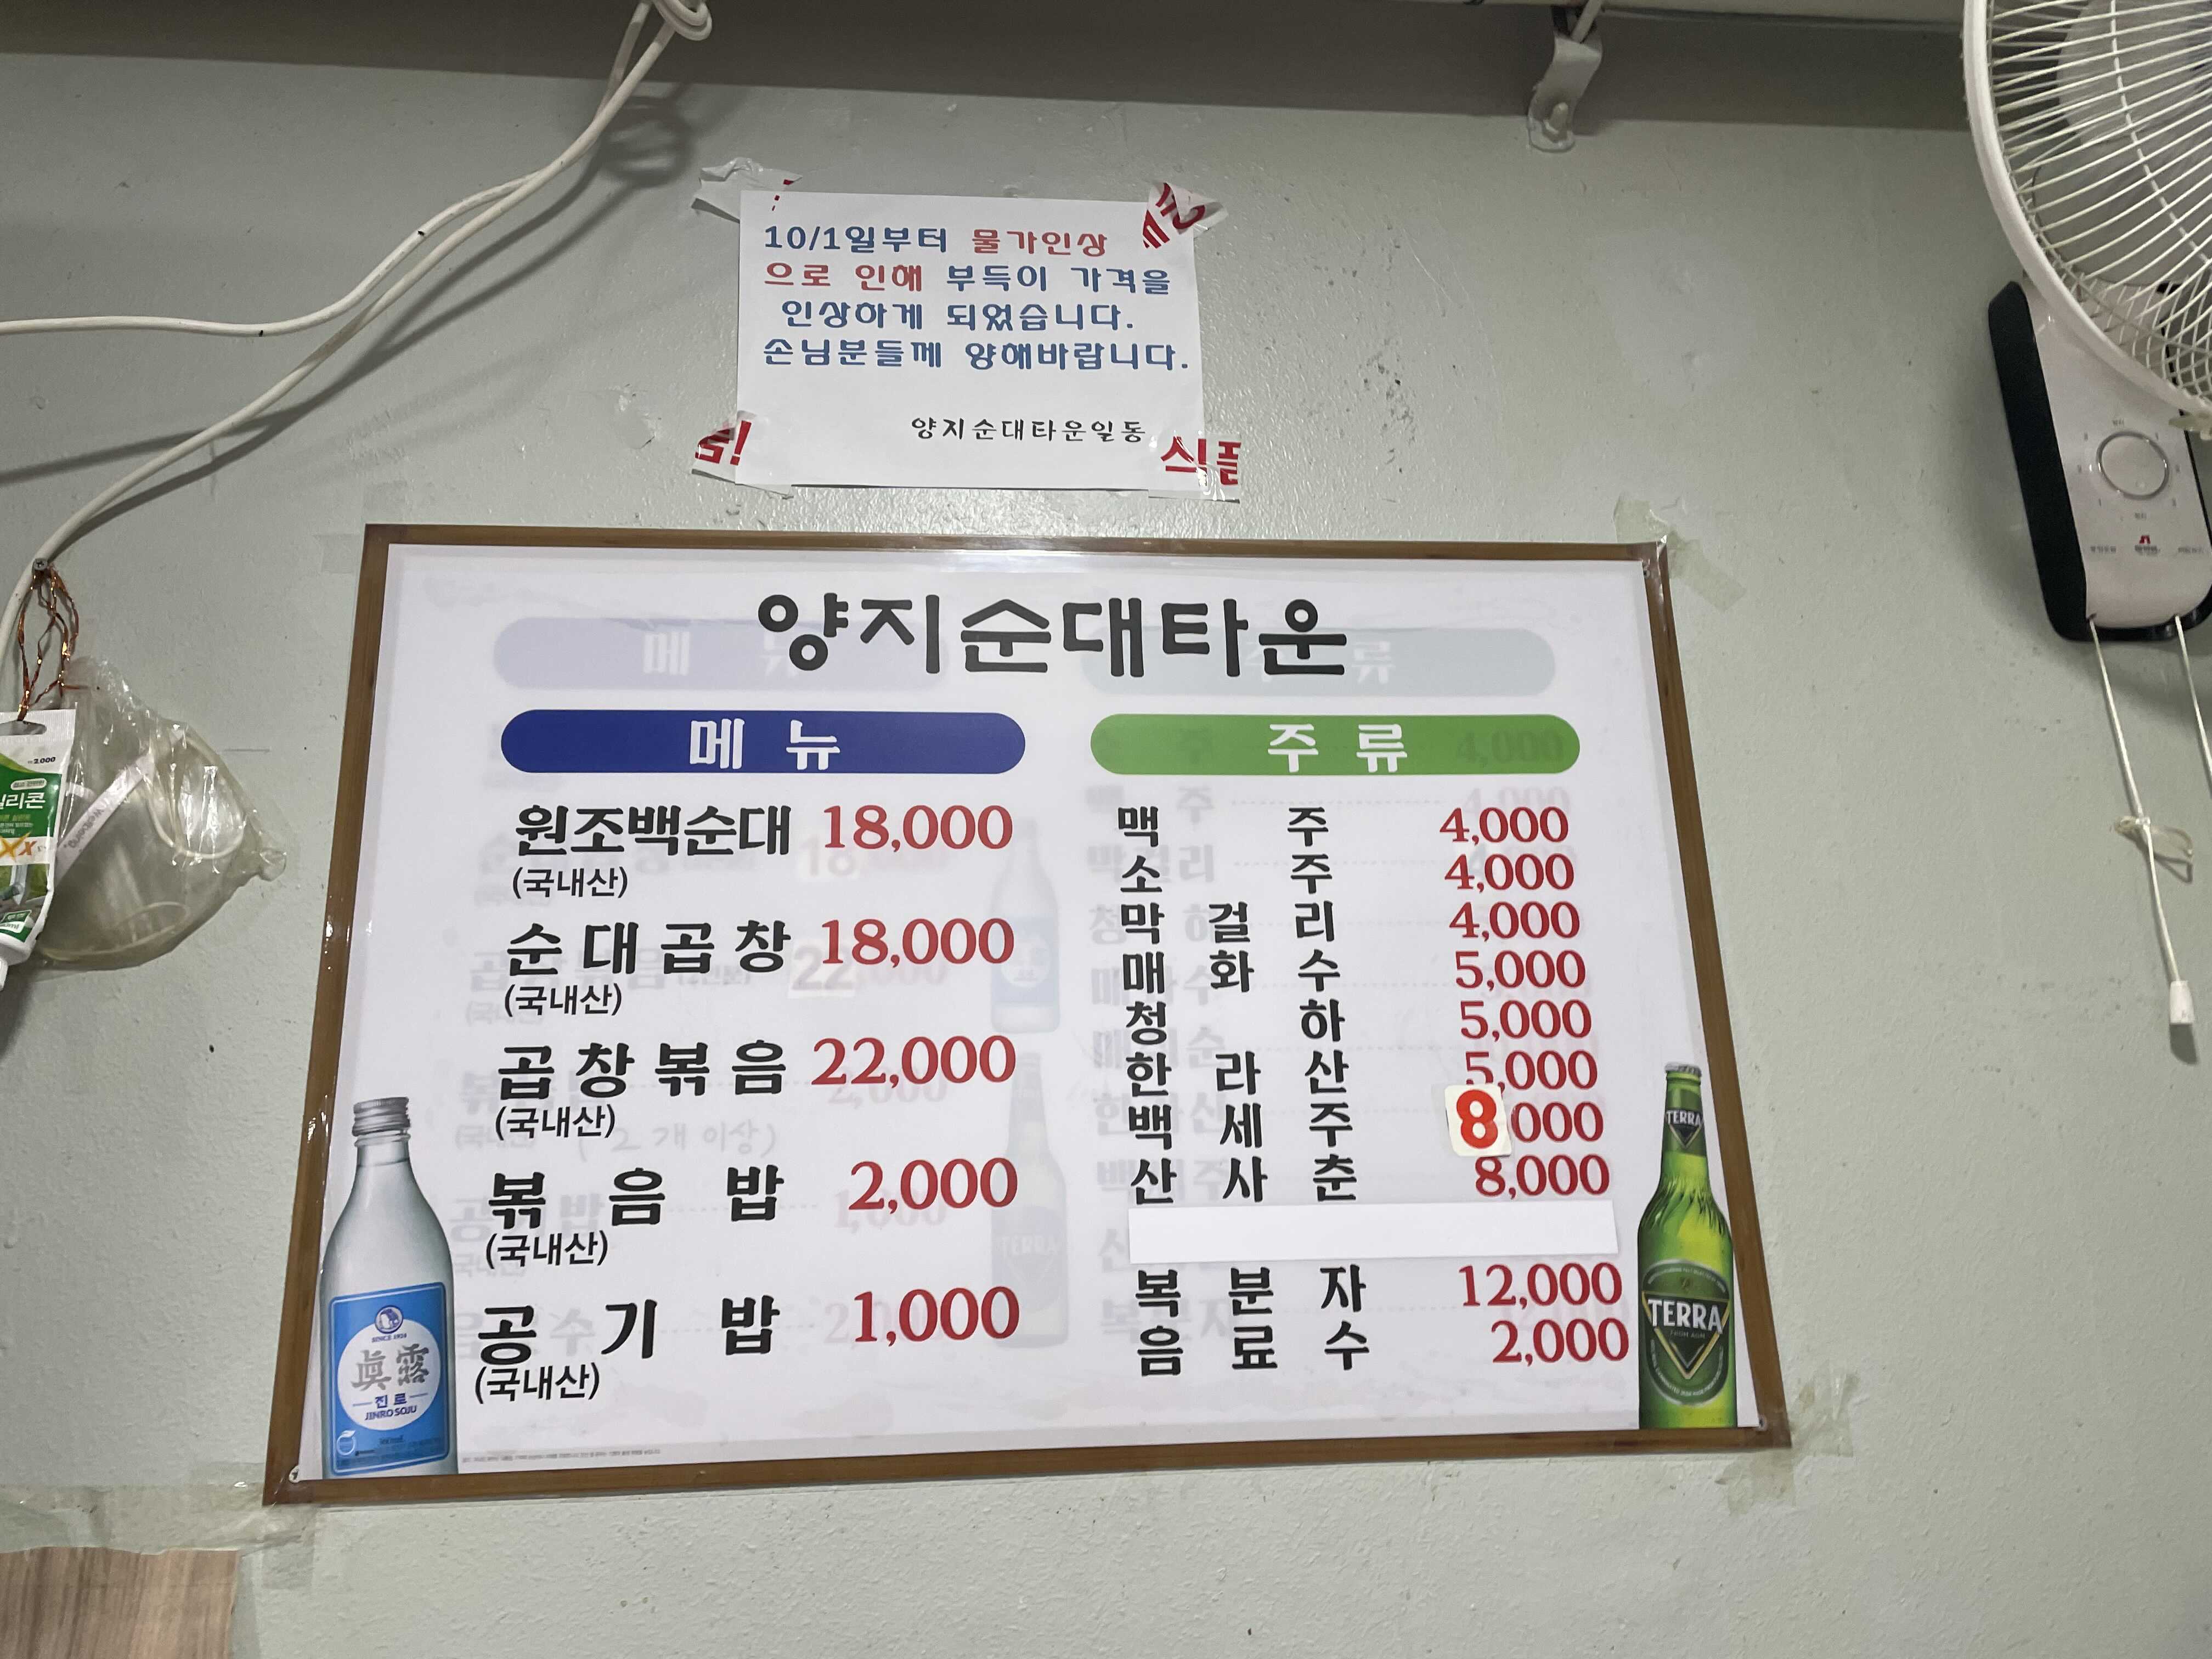 10/1일부터 물가인상
으로 인해 부득이 가격을
인상하게 되었습니다.
손님분들께 양해바랍니다.
양지순대타운일동
양지순대타운
메뉴
원조백순대 18,000
(국내산)
순대곱창 18,000
(국내산)
곱창볶음 22,000
(국내산)
볶음밥 2,000
(국내산)
공기밥 1,000
(국내산)
주류
맥주 4,000
소주 4,000
막걸리 4,000
매화수 5,000
청하 5,000
한라산 5,000
백세주 8,000
산사춘 8,000
복분자 12,000
음료수 2,000
SINCE 1924
眞露
진로
JINRO SOJU
TERRA
TERRA
₩2,000